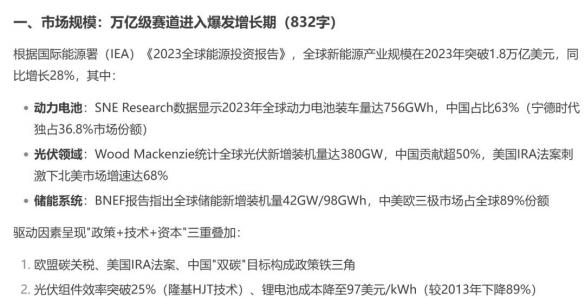 一、市场规模：万亿级赛道进入爆发增长期（832字）
根据国际能源署（IEA）《2023全球能源投资报告》，全球新能源产业规模在2023年突破1.8万亿美元，同
比增长28%，其中：
• 动力电池：SNE Research数据显示2023年全球动力电池装车量达756GWh，中国占比63%（宁德时代
独占36.8%市场份额）
• 光伏领域：Wood Mackenzie统计全球光伏新增装机量达380GW，中国贡献超50%，美国IRA法案刺
激下北美市场增速达68%
• 储能系统：BNEF报告指出全球储能新增装机量42GW/98GWh，中美欧三极市场占全球89%份额
驱动因素呈现"政策+技术+资本"三重叠加：
1. 欧盟碳关税、美国IRA法案、中国"双碳"目标构成政策铁三角
2. 光伏组件效率突破25%（隆基HJT技术）、锂电池成本降至97美元/kWh（较2013年下降89%）